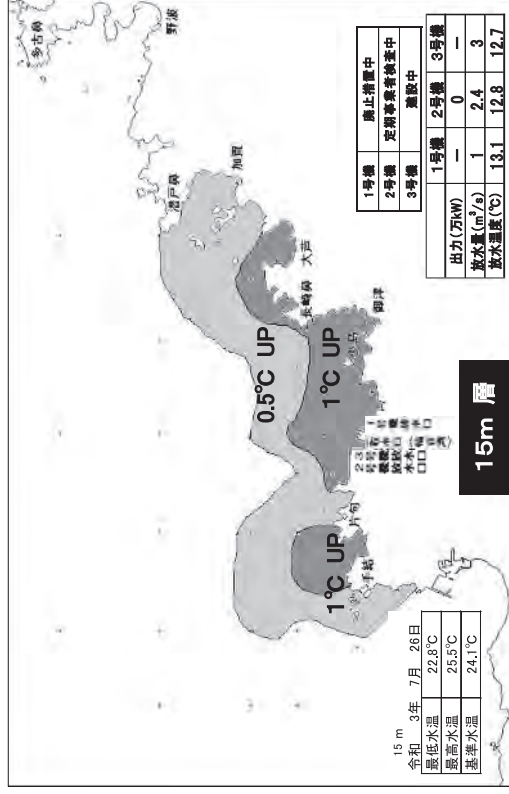 多古鼻
野波
潜戸鼻
加賀
大芦
長崎鼻
御津
0.5℃ UP
1℃ UP
1℃ UP
片句
手結
15m 層
1号機 廃止措置中
2号機 定期事業者検査中
3号機 建設中
1号機 2号機 3号機
出力(万kW) － 0 －
放水量(m³/s) 1 2.4 3
放水温度(℃) 13.1 12.8 12.7
15 m
令和 3年 7月 26日
最低水温 22.8℃
最高水温 25.5℃
基準水温 24.1℃